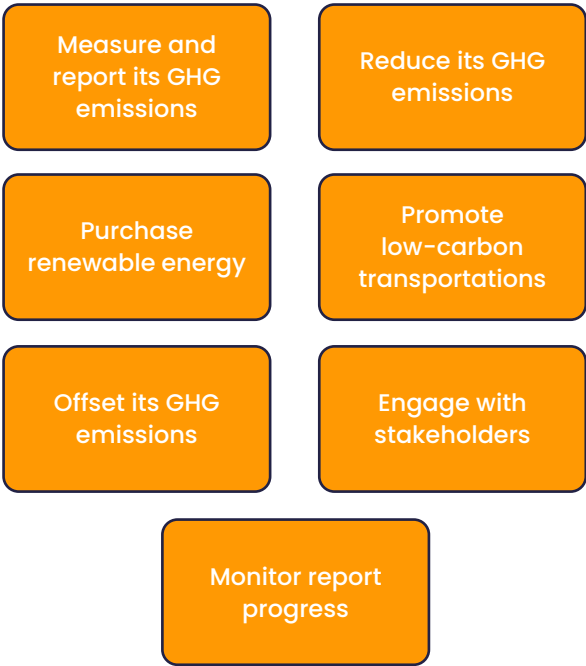 Measure and
report its GHG
emissions
Reduce its GHG
emissions
Purchase
renewable energy
Promote
low-carbon
transportations
Offset its GHG
emissions
Engage with
stakeholders
Monitor report
progress